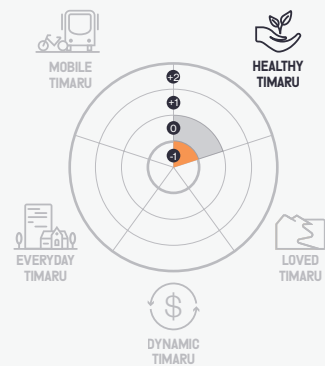 MOBILE
TIMARU
HEALTHY
TIMARU
+2
+1
0
-1
EVERYDAY
TIMARU
LOVED
TIMARU
$
DYNAMIC
TIMARU